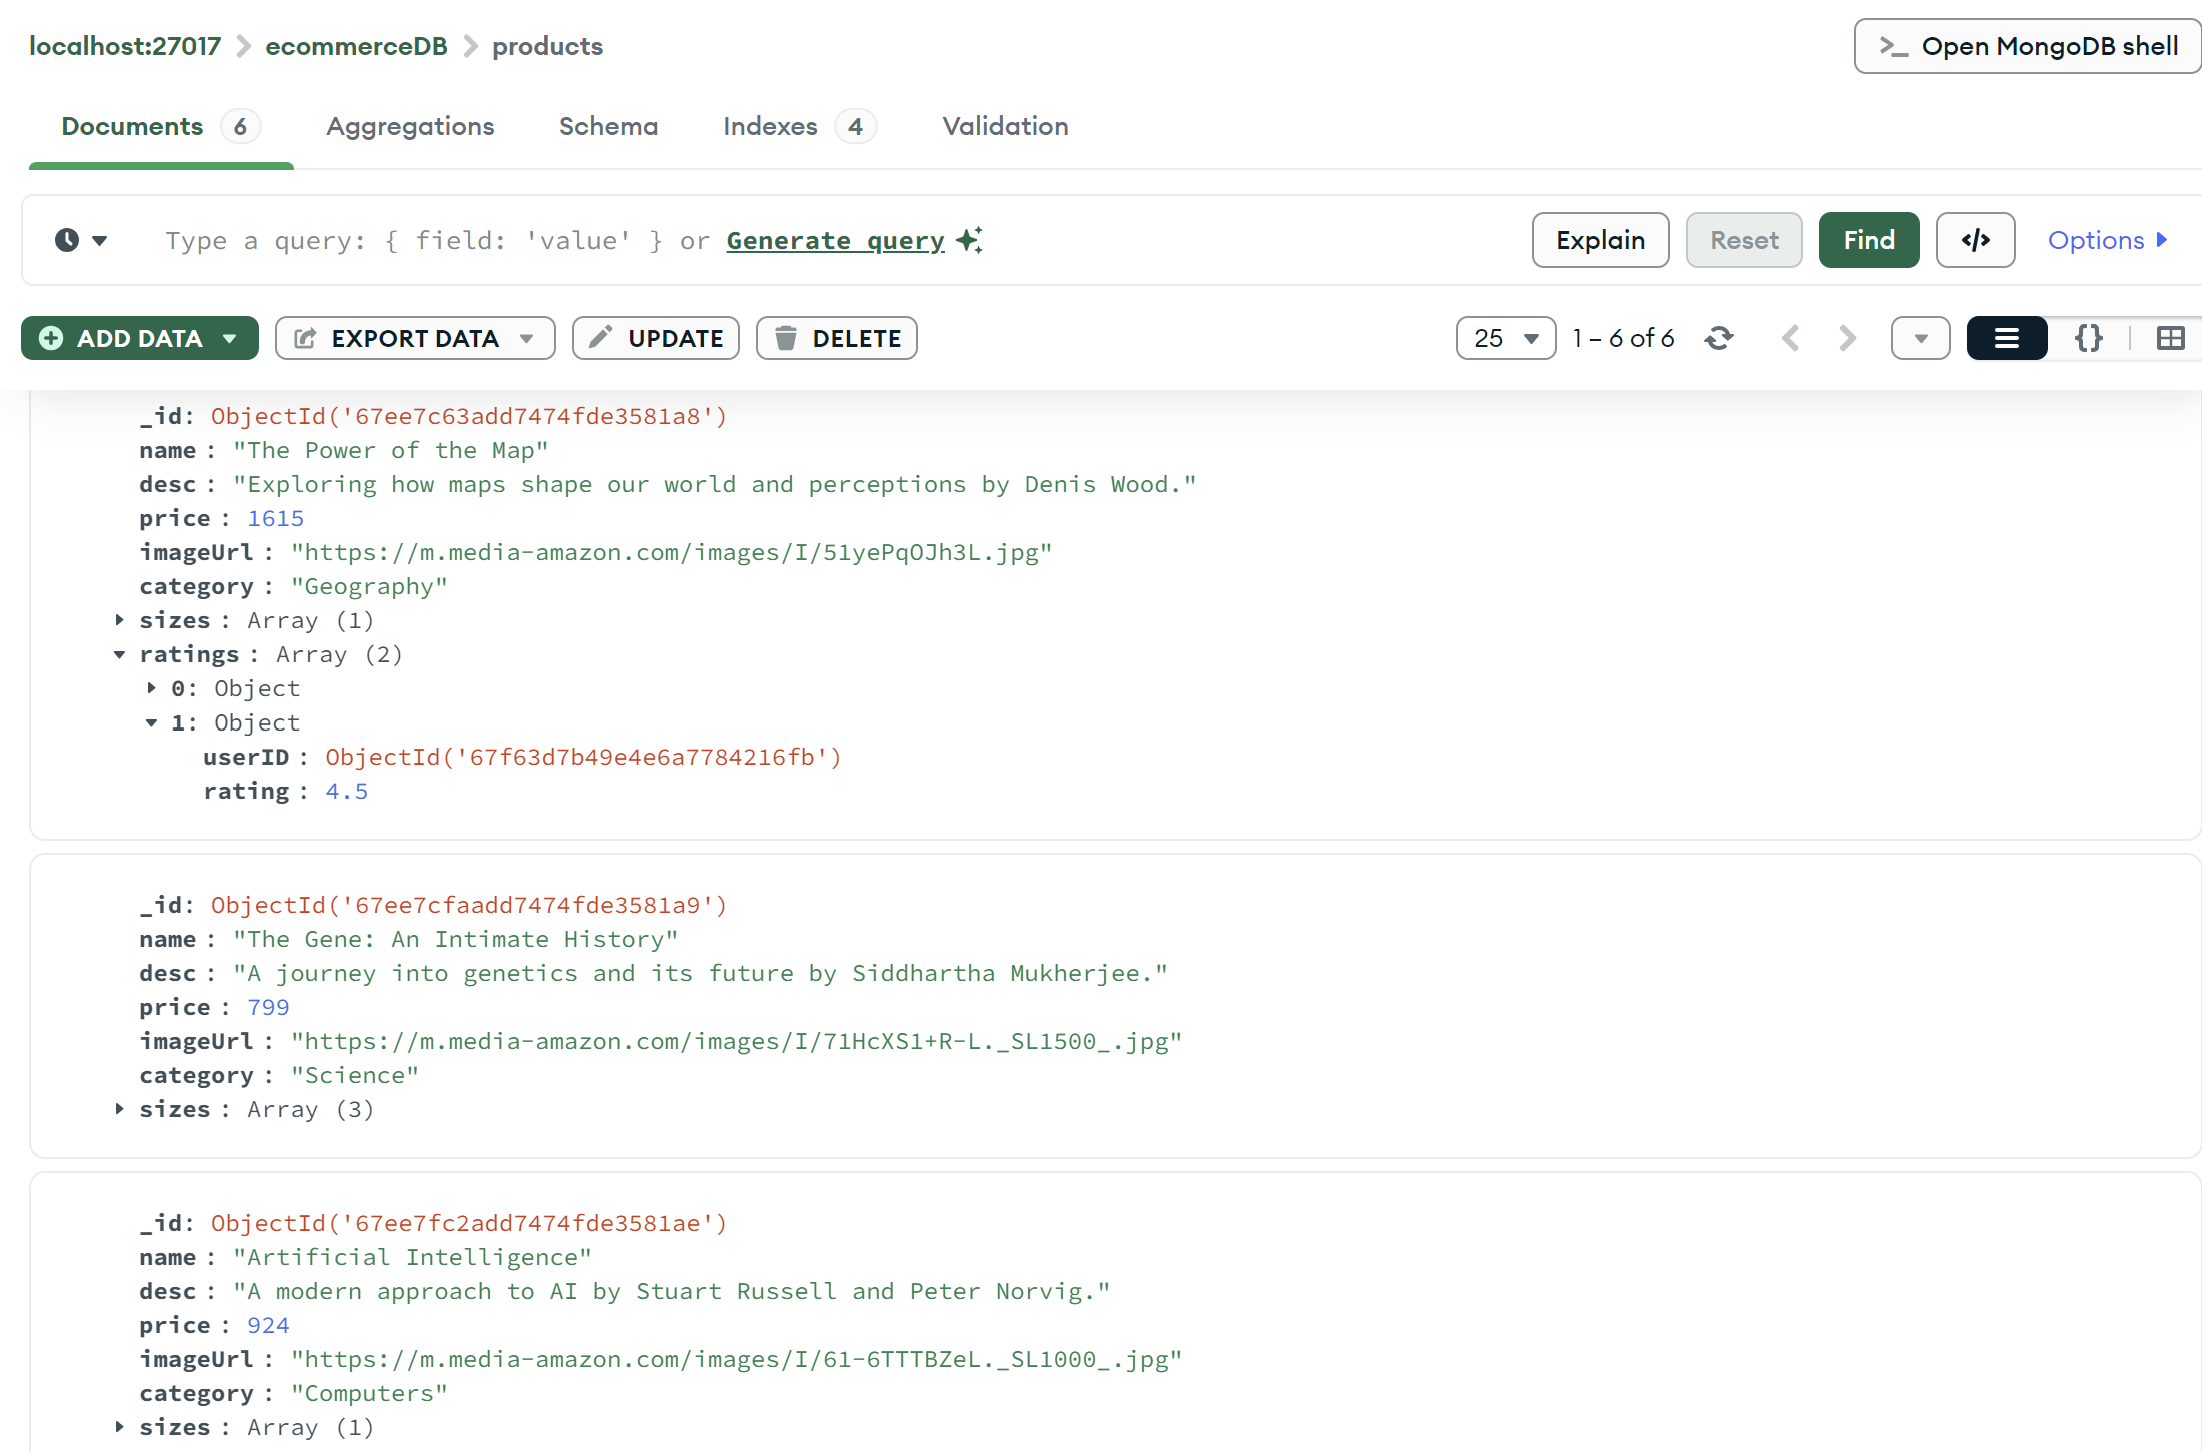 localhost:27017 ecommerceDB products
>_ Open MongoDB shell
Documents 6 Aggregations Schema Indexes 4 Validation
Type a query: { field: 'value' } or Generate query
Explain Reset Find </> Options
ADD DATA EXPORT DATA UPDATE DELETE
25 1 – 6 of 6 {}
_id: ObjectId('67ee7c63add7474fde3581a8')
name : "The Power of the Map"
desc : "Exploring how maps shape our world and perceptions by Denis Wood."
price : 1615
imageUrl : "https://m.media-amazon.com/images/I/51yePqOJh3L.jpg"
category : "Geography"
sizes : Array (1)
ratings : Array (2)
0: Object
1: Object
userID : ObjectId('67f63d7b49e4e6a7784216fb')
rating : 4.5
_id: ObjectId('67ee7cfaadd7474fde3581a9')
name : "The Gene: An Intimate History"
desc : "A journey into genetics and its future by Siddhartha Mukherjee."
price : 799
imageUrl : "https://m.media-amazon.com/images/I/71HcXS1+R-L._SL1500_.jpg"
category : "Science"
sizes : Array (3)
_id: ObjectId('67ee7fc2add7474fde3581ae')
name : "Artificial Intelligence"
desc : "A modern approach to AI by Stuart Russell and Peter Norvig."
price : 924
imageUrl : "https://m.media-amazon.com/images/I/61-6TTTBZeL._SL1000_.jpg"
category : "Computers"
sizes : Array (1)